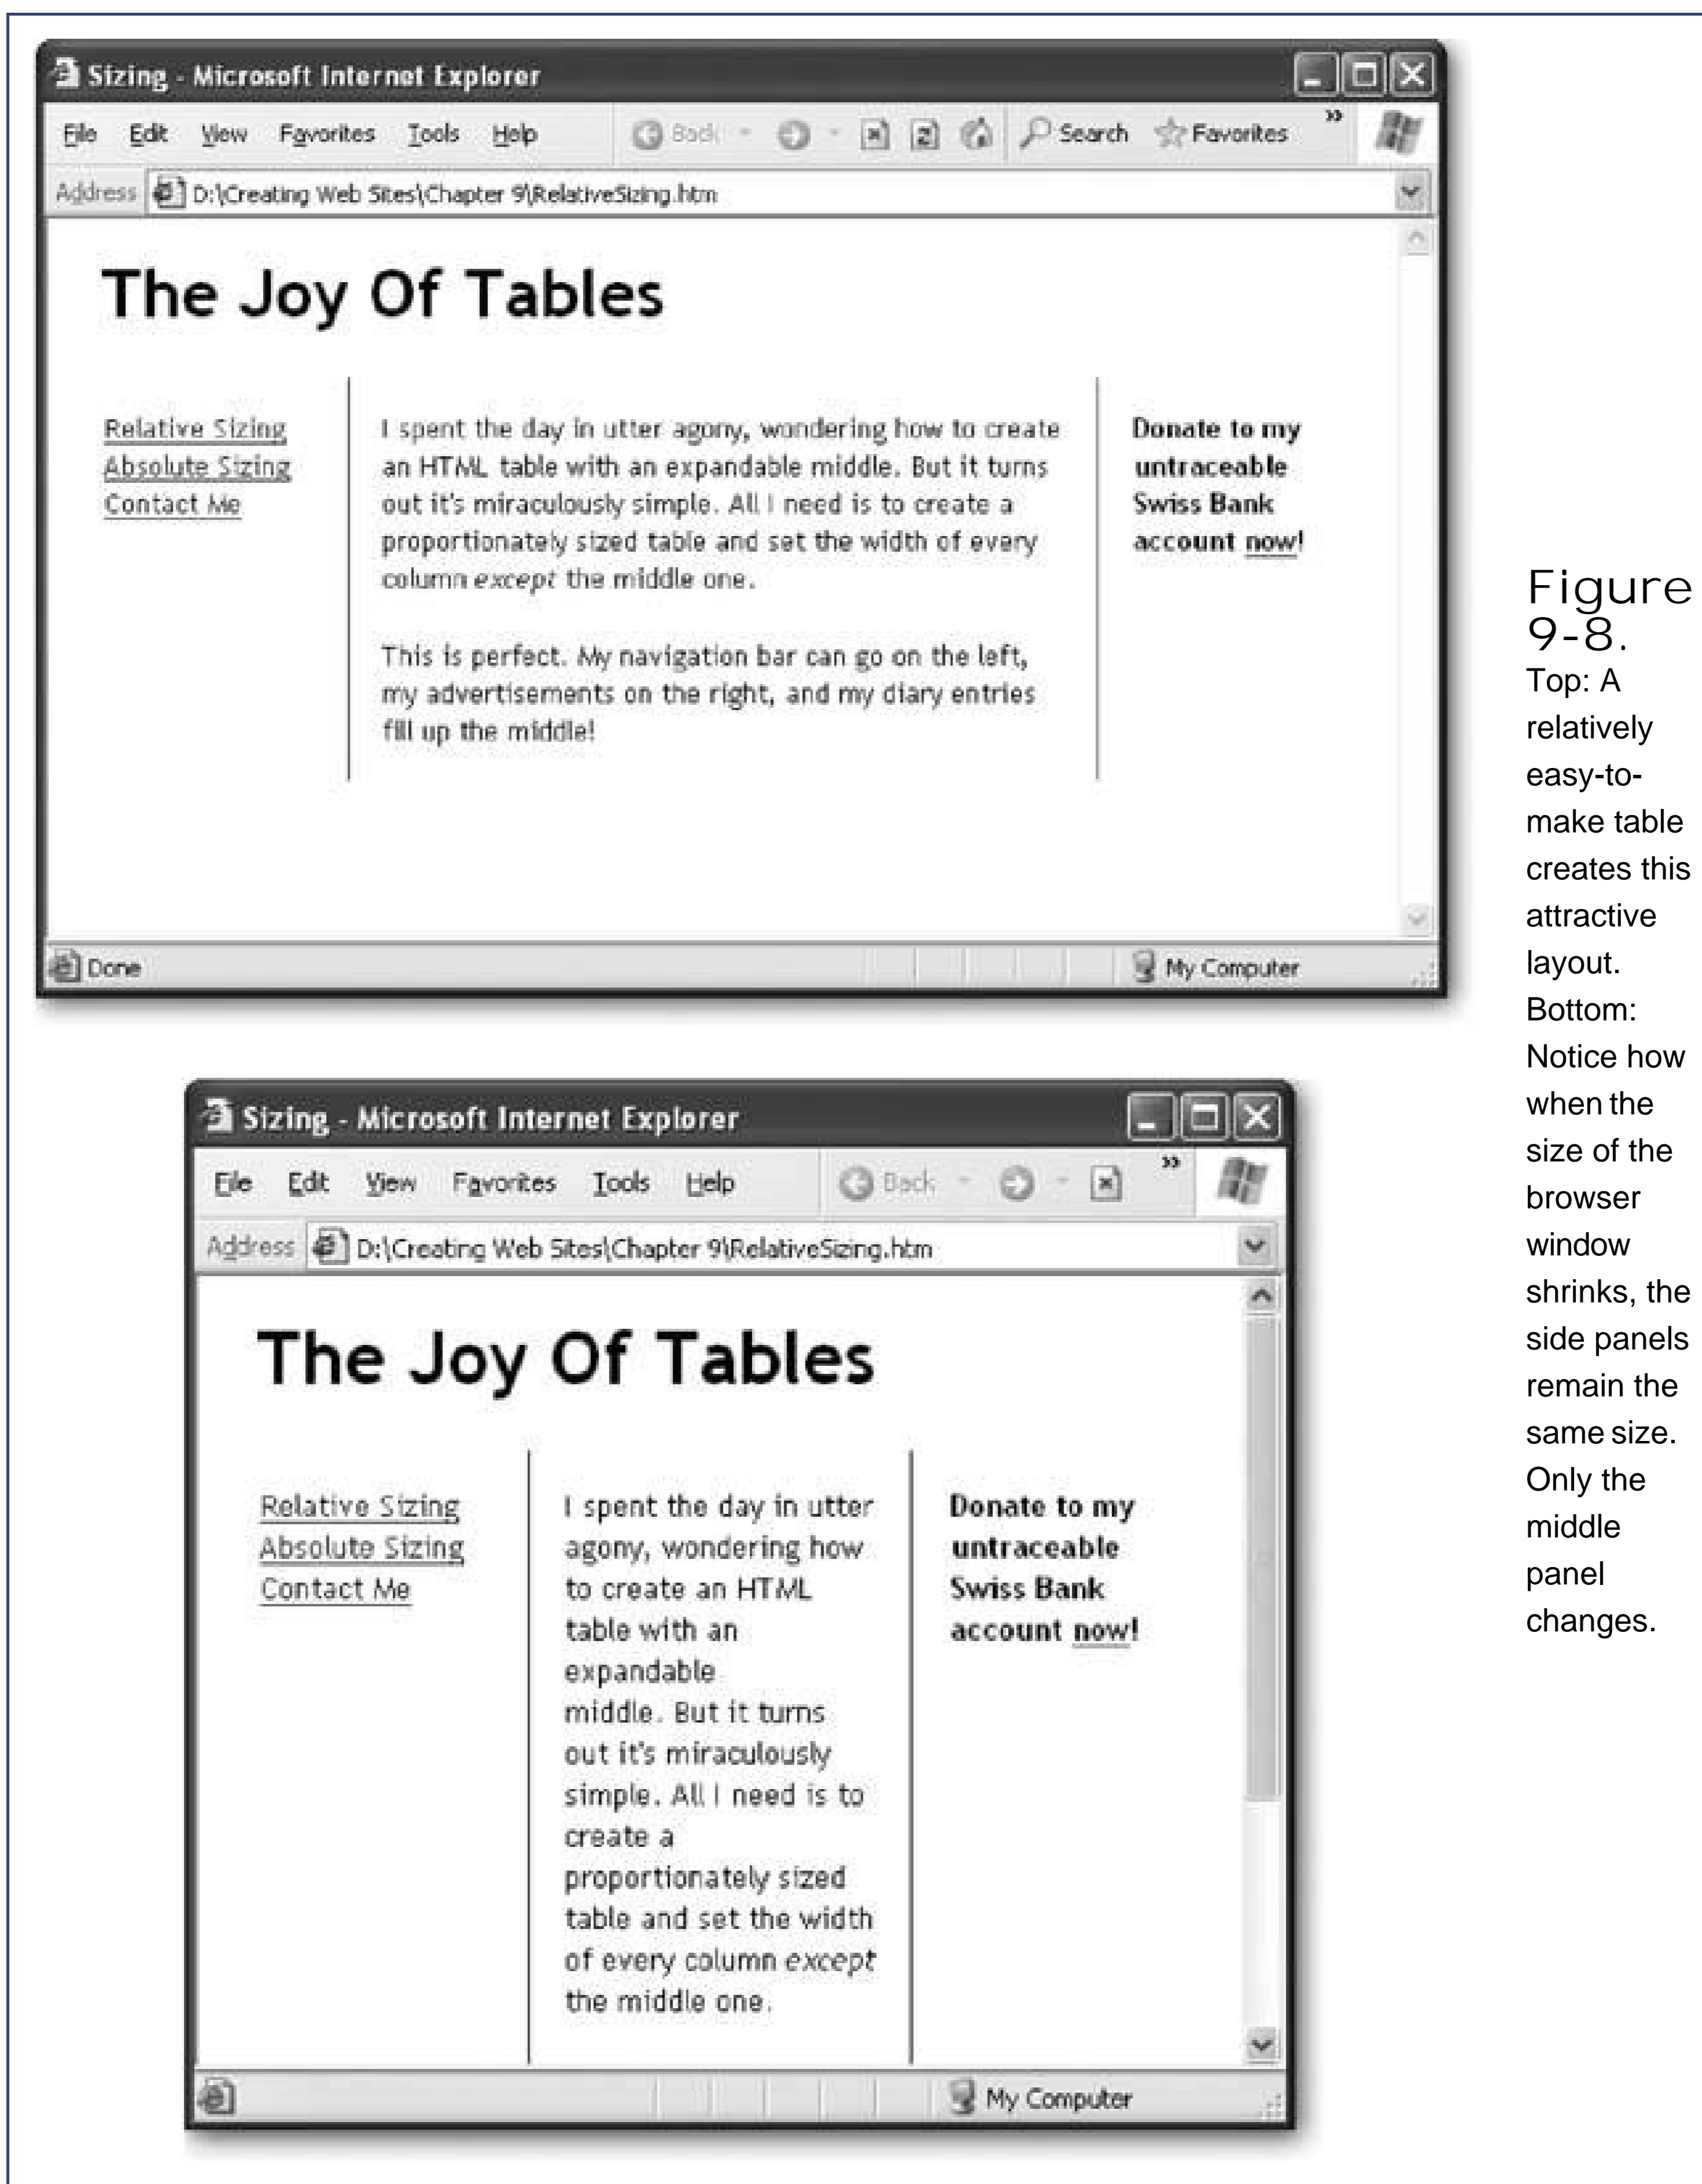 Sizing - Microsoft Internet Explorer
File Edit View Favorites Tools Help Back Search Favorites »
Address D:\Creating Web Sites\Chapter 9\RelativeSizing.htm
The Joy Of Tables
Relative Sizing
Absolute Sizing
Contact Me
I spent the day in utter agony, wondering how to create
an HTML table with an expandable middle. But it turns
out it's miraculously simple. All I need is to create a
proportionately sized table and set the width of every
column except the middle one.
This is perfect. My navigation bar can go on the left,
my advertisements on the right, and my diary entries
fill up the middle!
Donate to my
untraceable
Swiss Bank
account now!
Done My Computer
Sizing - Microsoft Internet Explorer
File Edit View Favorites Tools Help Back »
Address D:\Creating Web Sites\Chapter 9\RelativeSizing.htm
The Joy Of Tables
Relative Sizing
Absolute Sizing
Contact Me
I spent the day in utter
agony, wondering how
to create an HTML
table with an
expandable
middle. But it turns
out it's miraculously
simple. All I need is to
create a
proportionately sized
table and set the width
of every column except
the middle one.
Donate to my
untraceable
Swiss Bank
account now!
My Computer
Figure
9-8.
Top: A
relatively
easy-to-
make table
creates this
attractive
layout.
Bottom:
Notice how
when the
size of the
browser
window
shrinks, the
side panels
remain the
same size.
Only the
middle
panel
changes.